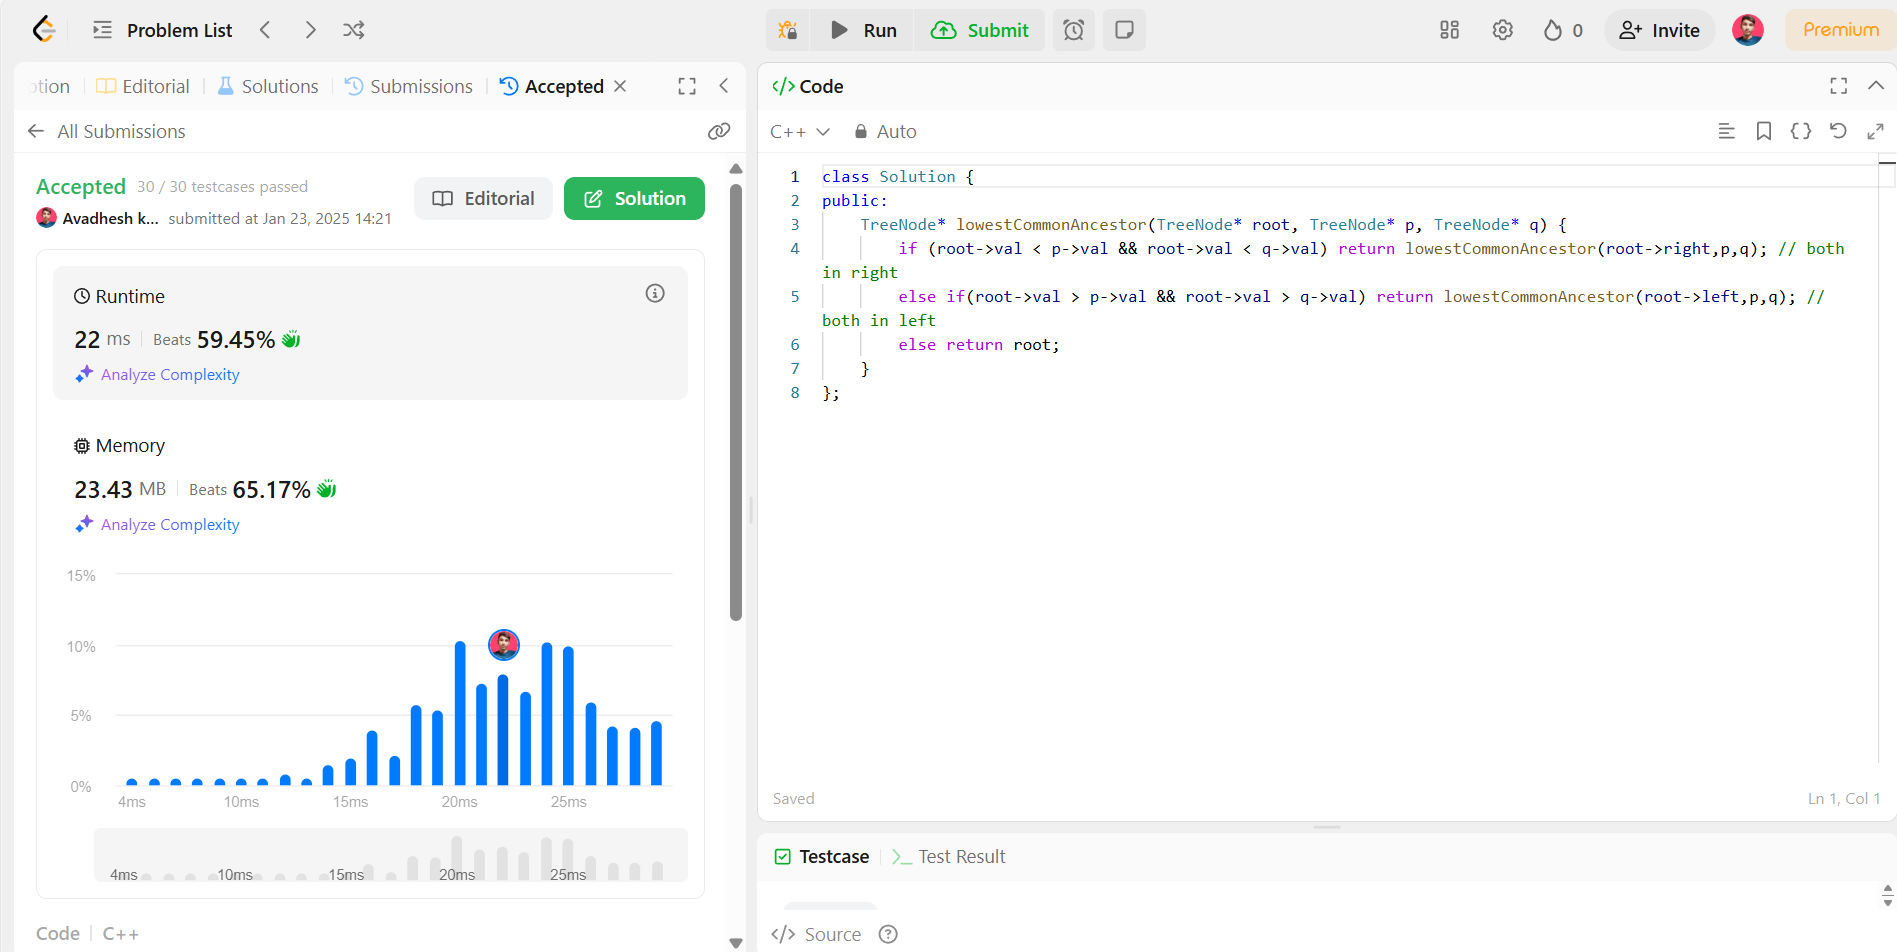 Problem List
Run
Submit
0
Invite
Premium
ption
Editorial
Solutions
Submissions
Accepted
All Submissions
Accepted 30 / 30 testcases passed
Avadhesh k... submitted at Jan 23, 2025 14:21
Editorial
Solution
Runtime
22 ms Beats 59.45%
Analyze Complexity
Memory
23.43 MB Beats 65.17%
Analyze Complexity
15%
10%
5%
0%
4ms 10ms 15ms 20ms 25ms
4ms 10ms 15ms 20ms 25ms
Code C++
</> Code
C++ Auto
1 class Solution {
2 public:
3 TreeNode* lowestCommonAncestor(TreeNode* root, TreeNode* p, TreeNode* q) {
4 if (root->val < p->val && root->val < q->val) return lowestCommonAncestor(root->right,p,q); // both
in right
5 else if(root->val > p->val && root->val > q->val) return lowestCommonAncestor(root->left,p,q); //
both in left
6 else return root;
7 }
8 };
Saved
Ln 1, Col 1
Testcase
Test Result
</> Source